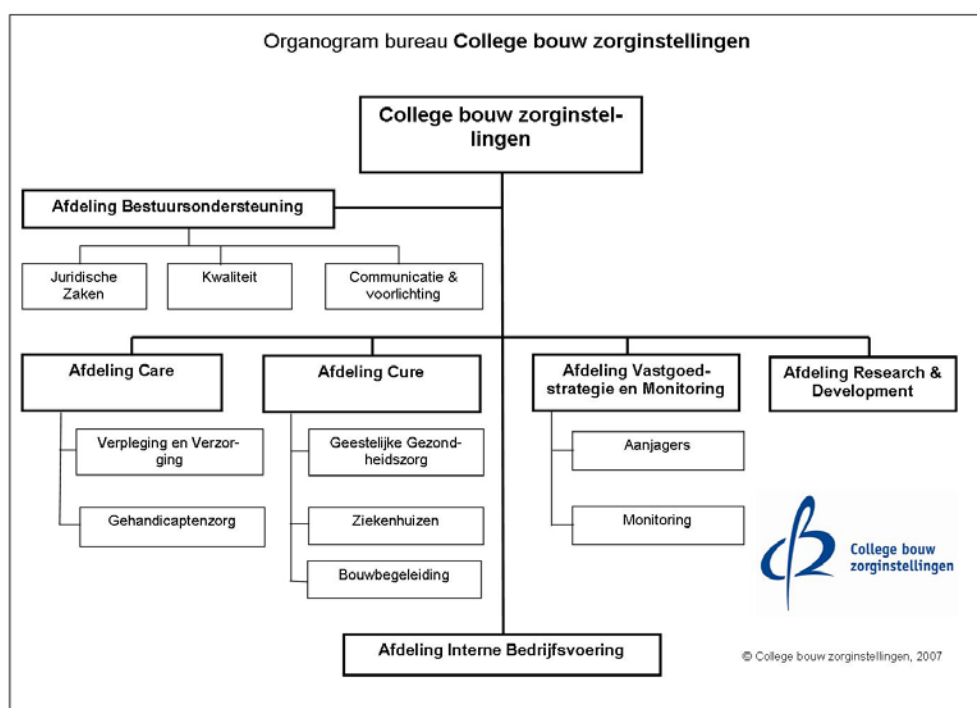 Organogram bureau College bouw zorginstellingen
College bouw zorginstel-
lingen
Afdeling Bestuursondersteuning
Juridische
Zaken
Kwaliteit
Communicatie &
voorlichting
Afdeling Care
Afdeling Cure
Afdeling Vastgoed-
strategie en Monitoring
Afdeling Research &
Development
Verpleging en Verzor-
ging
Gehandicaptenzorg
Geestelijke Gezond-
heidszorg
Ziekenhuizen
Bouwbegeleiding
Aanjagers
Monitoring
College bouw
zorginstellingen
Afdeling Interne Bedrijfsvoering
© College bouw zorginstellingen, 2007